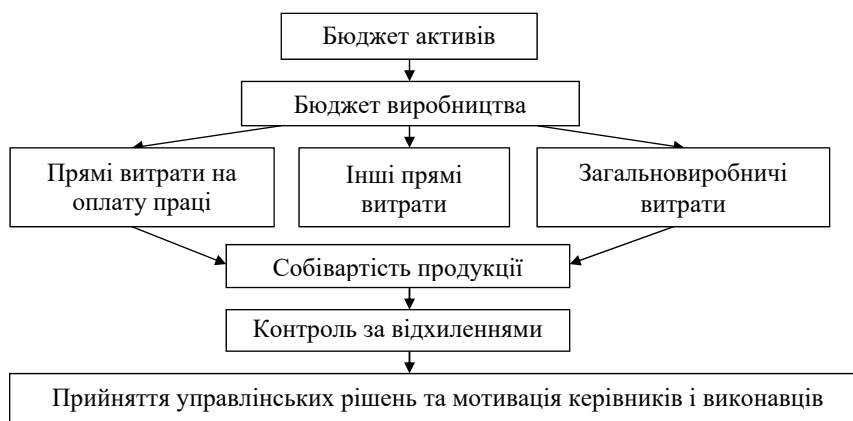 Бюджет активів
Бюджет виробництва
Прямі витрати на
оплату праці
Інші прямі
витрати
Загальновиробничі
витрати
Собівартість продукції
Контроль за відхиленнями
Прийняття управлінських рішень та мотивація керівників і виконавців